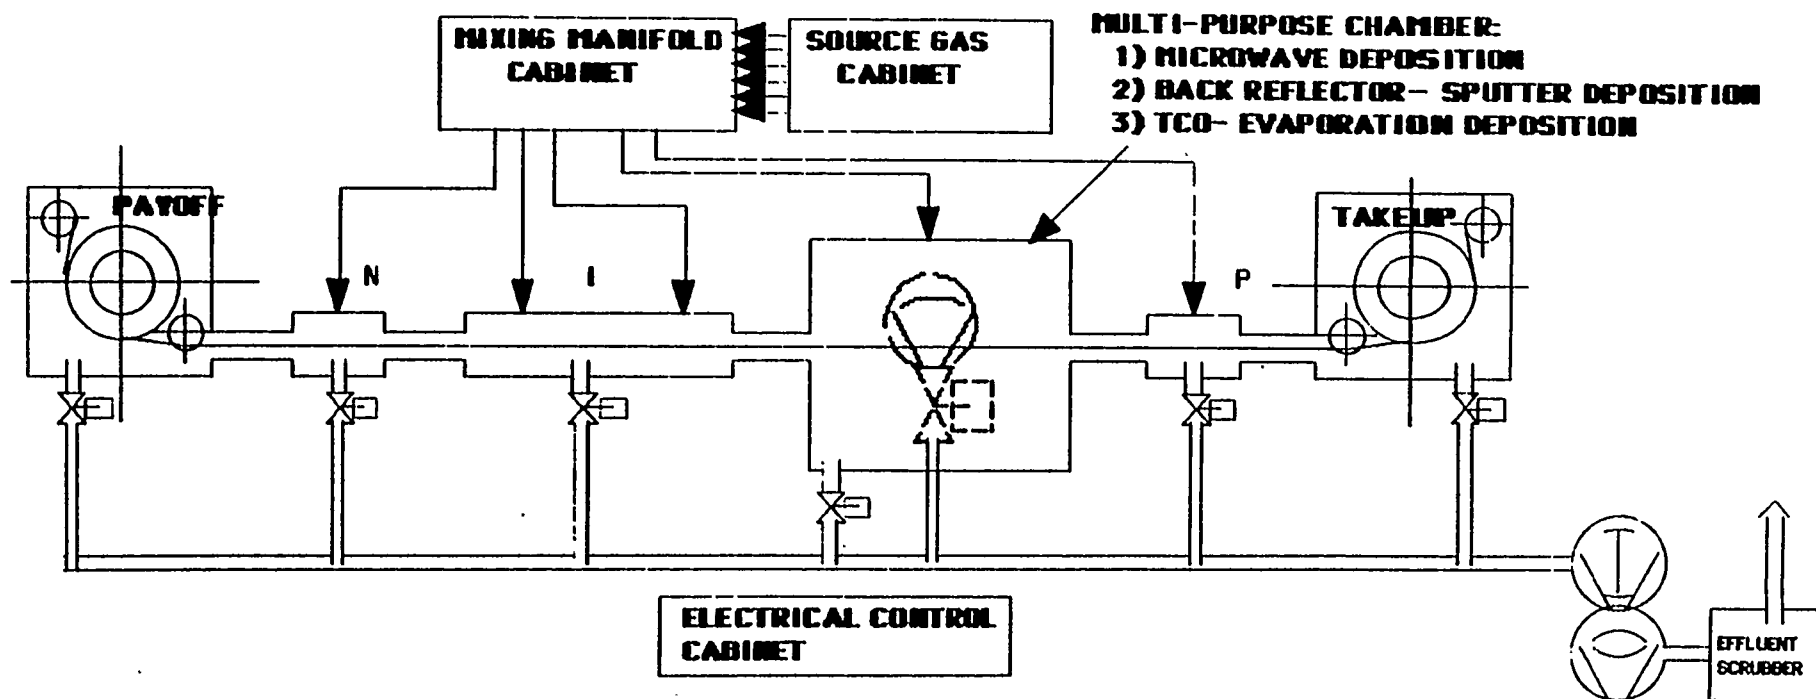 MIXING MANIFOLD
CABINET
SOURCE GAS
CABINET
MULTI-PURPOSE CHAMBER:
1) MICROWAVE DEPOSITION
2) BACK REFLECTOR- SPUTTER DEPOSITION
3) TCO- EVAPORATION DEPOSITION
PAYOFF
TAKEUP
N
I
P
ELECTRICAL CONTROL
CABINET
EFFLUENT
SCRUBBER